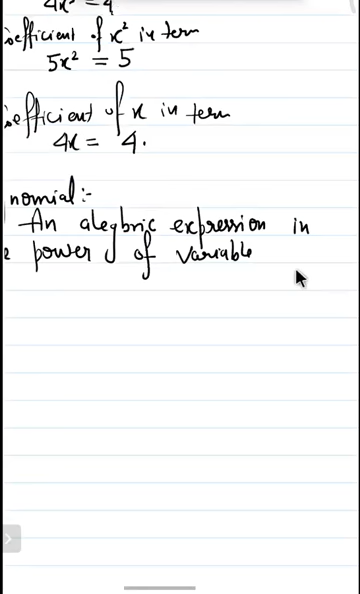 4x³ = 4
oefficient of x² in term
5x² = 5
oefficient of x in term
4x = 4.
nomial :-
An alegbric expression in
power of variable